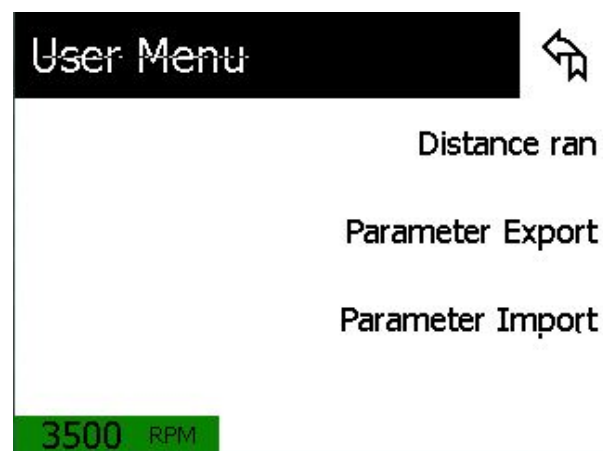 User Menu
Distance ran
Parameter Export
Parameter Import
3500 RPM